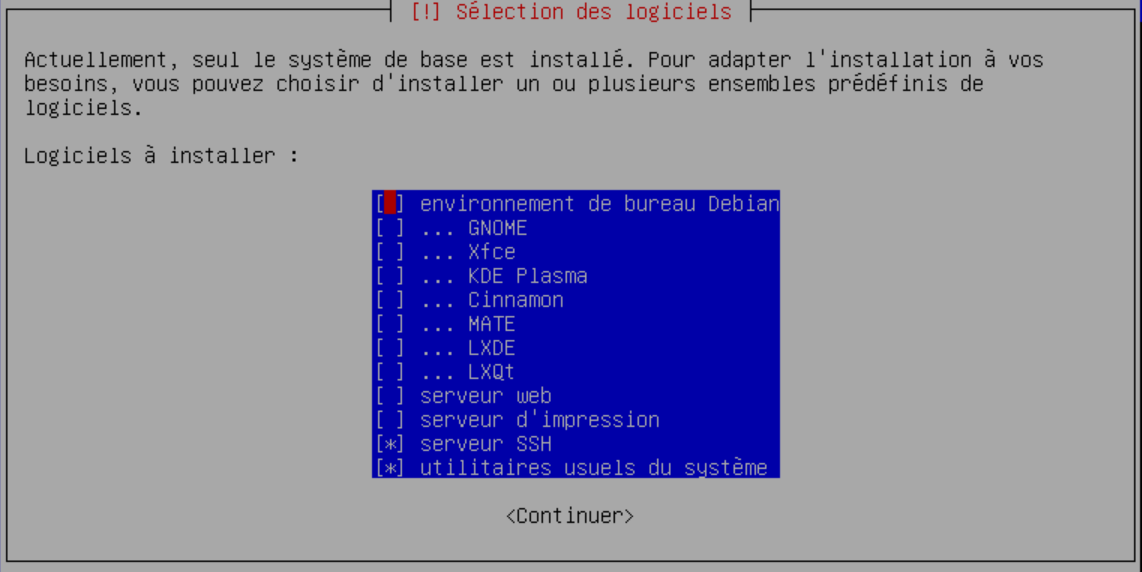 [!] Sélection des logiciels
Actuellement, seul le système de base est installé. Pour adapter l'installation à vos
besoins, vous pouvez choisir d'installer un ou plusieurs ensembles prédéfinis de
logiciels.
Logiciels à installer :
[ ] environnement de bureau Debian
[ ] ... GNOME
[ ] ... Xfce
[ ] ... KDE Plasma
[ ] ... Cinnamon
[ ] ... MATE
[ ] ... LXDE
[ ] ... LXQt
[ ] serveur web
[ ] serveur d'impression
[*] serveur SSH
[*] utilitaires usuels du système
<Continuer>